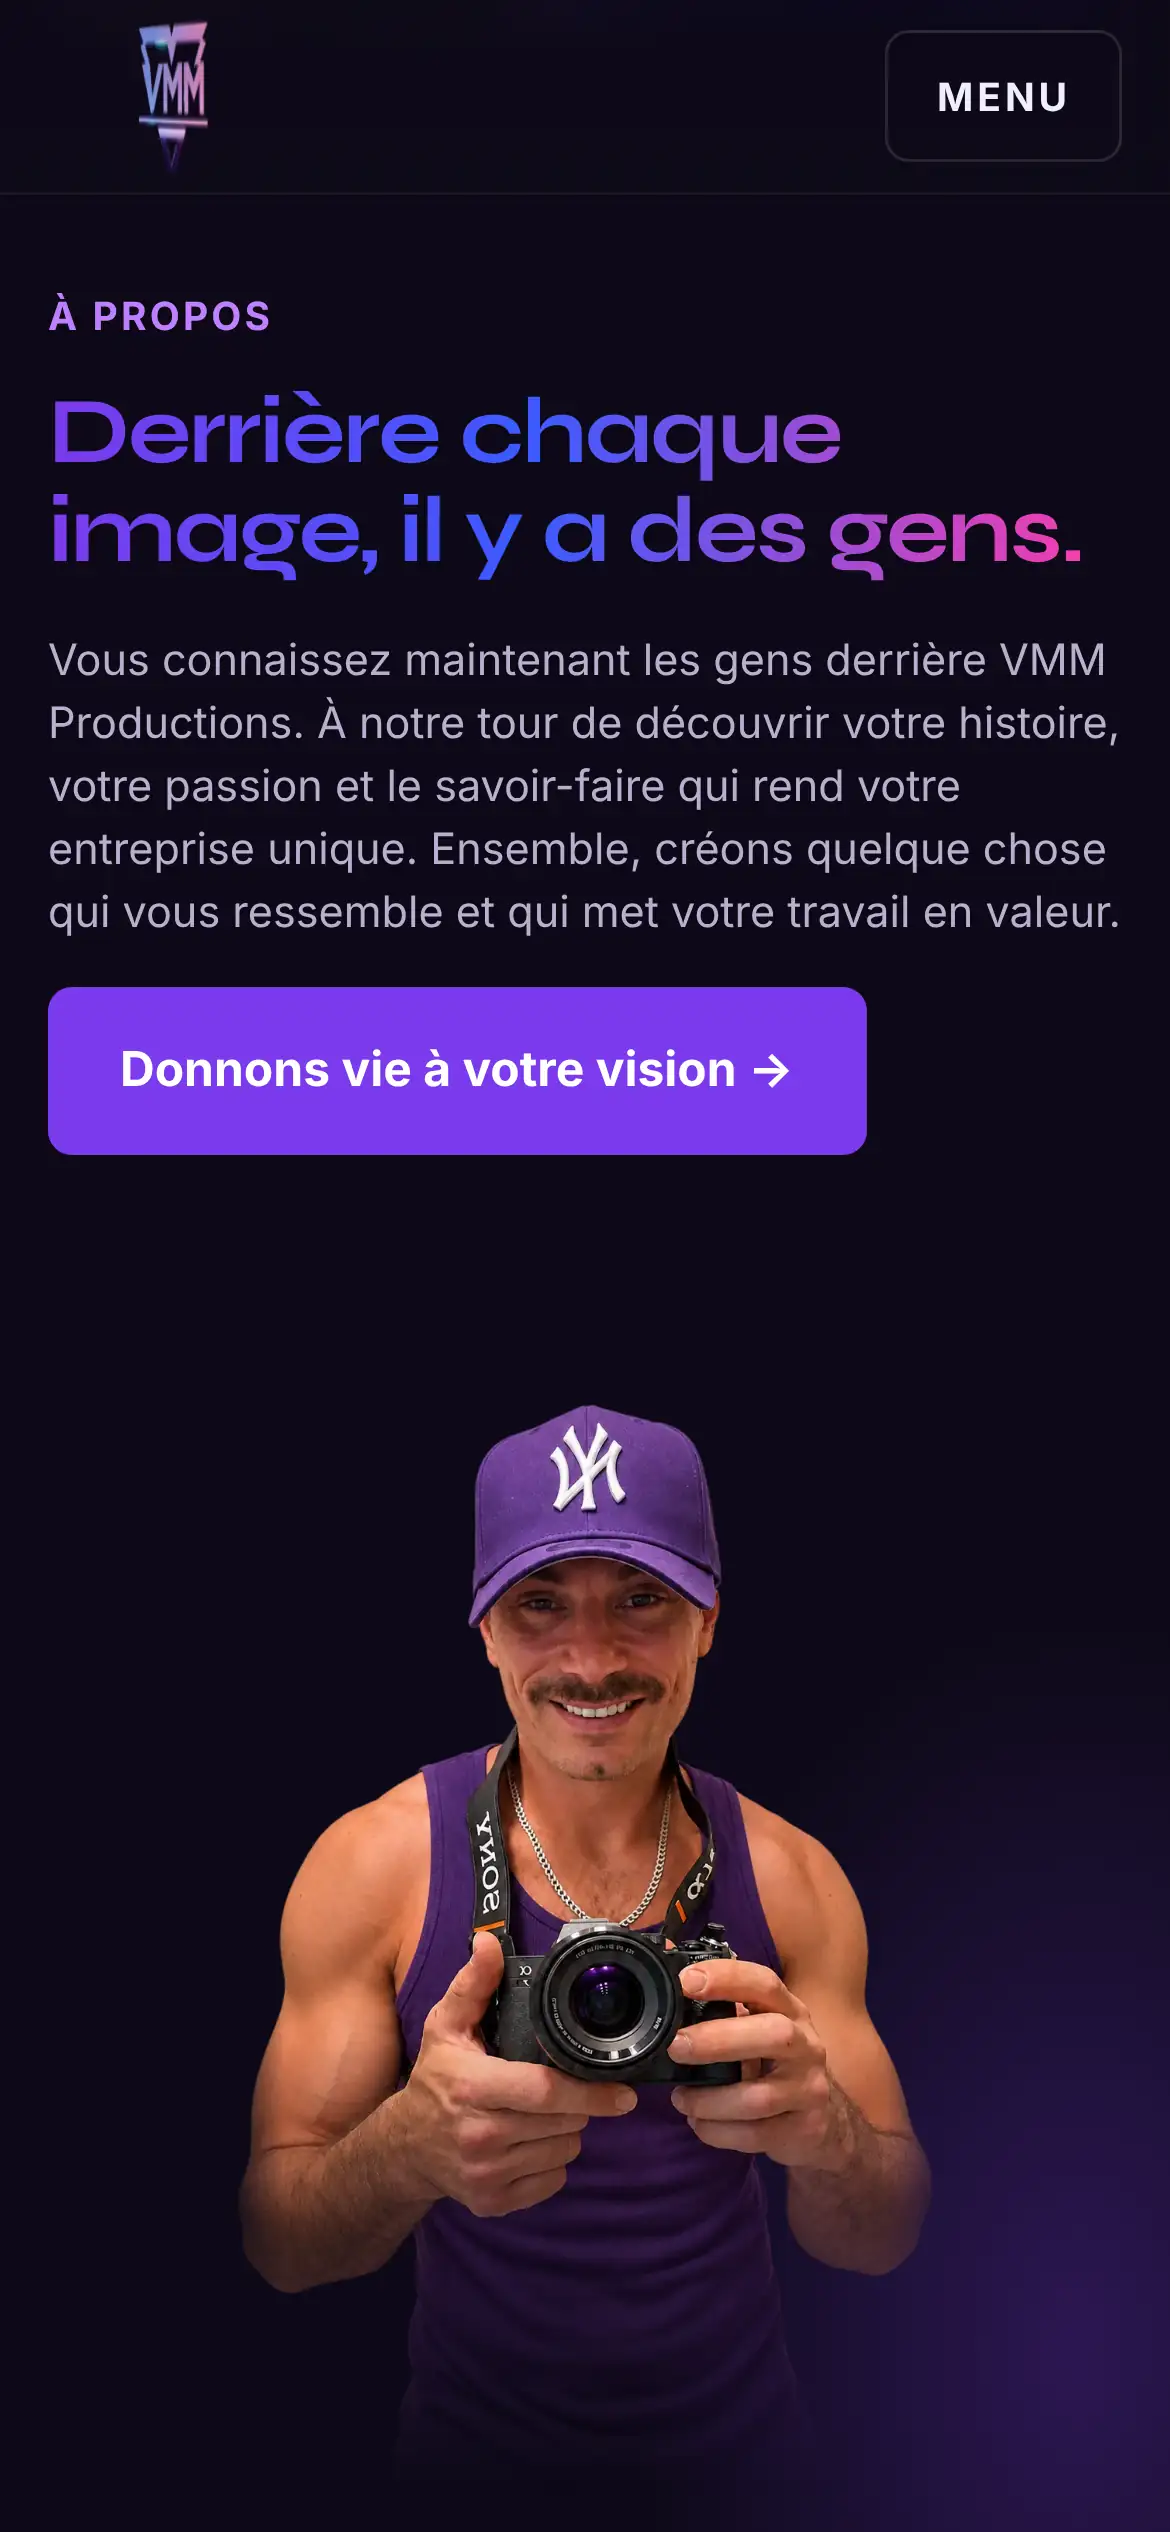 VMM
MENU
À PROPOS
Derrière chaque
image, il y a des gens.
Vous connaissez maintenant les gens derrière VMM
Productions. À notre tour de découvrir votre histoire,
votre passion et le savoir-faire qui rend votre
entreprise unique. Ensemble, créons quelque chose
qui vous ressemble et qui met votre travail en valeur.
Donnons vie à votre vision →
NY
SONY